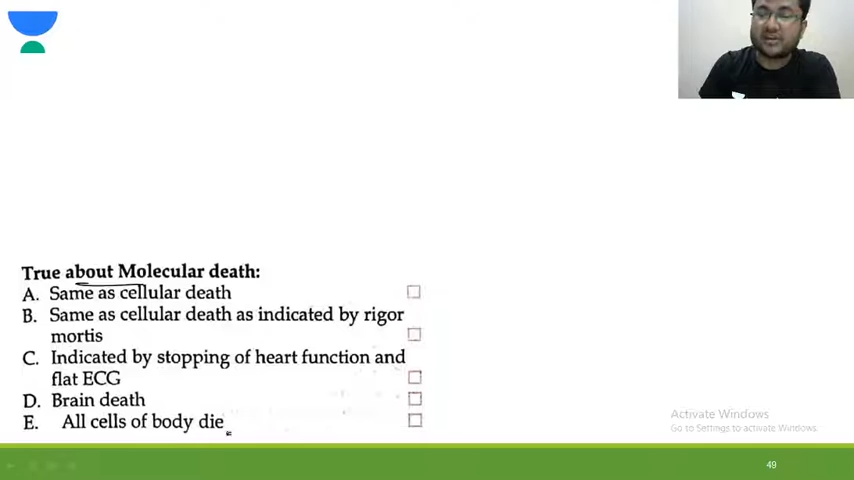 True about Molecular death:
A. Same as cellular death
B. Same as cellular death as indicated by rigor
mortis
C. Indicated by stopping of heart function and
flat ECG
D. Brain death
E. All cells of body die
Activate Windows
Go to Settings to activate Windows.
49